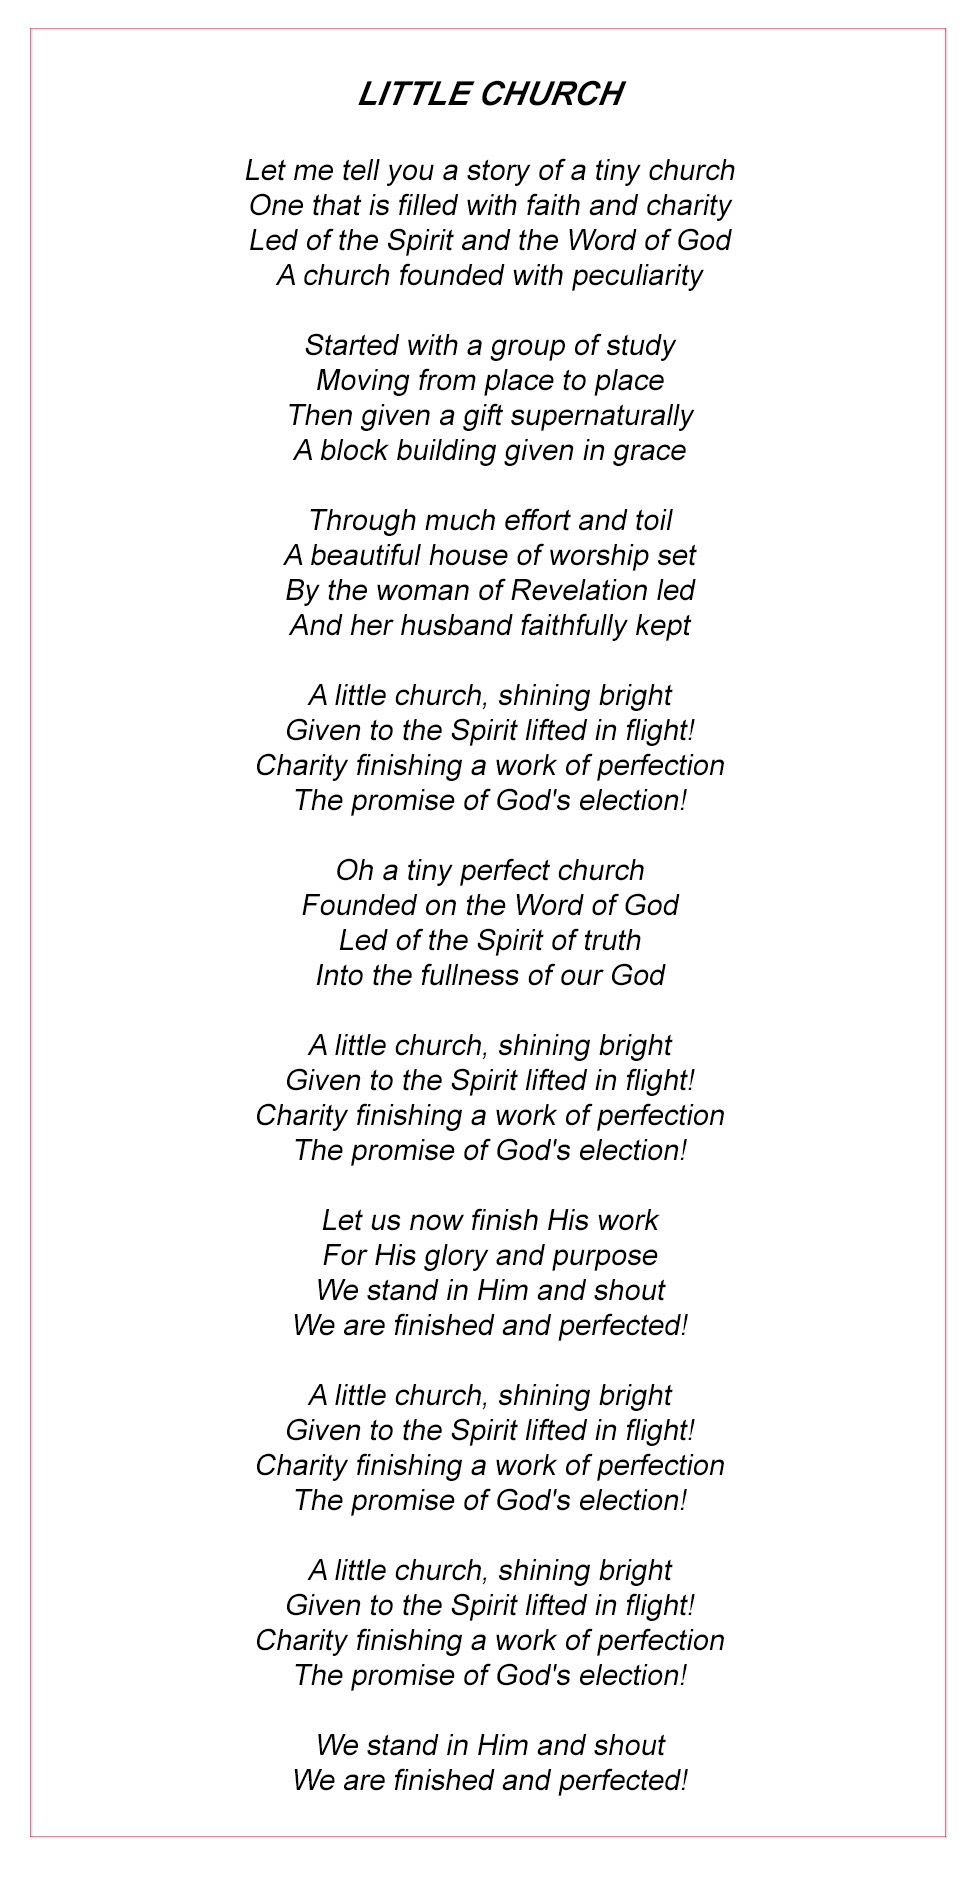 LITTLE CHURCH
Let me tell you a story of a tiny church
One that is filled with faith and charity
Led of the Spirit and the Word of God
A church founded with peculiarity
Started with a group of study
Moving from place to place
Then given a gift supernaturally
A block building given in grace
Through much effort and toil
A beautiful house of worship set
By the woman of Revelation led
And her husband faithfully kept
A little church, shining bright
Given to the Spirit lifted in flight!
Charity finishing a work of perfection
The promise of God's election!
Oh a tiny perfect church
Founded on the Word of God
Led of the Spirit of truth
Into the fullness of our God
A little church, shining bright
Given to the Spirit lifted in flight!
Charity finishing a work of perfection
The promise of God's election!
Let us now finish His work
For His glory and purpose
We stand in Him and shout
We are finished and perfected!
A little church, shining bright
Given to the Spirit lifted in flight!
Charity finishing a work of perfection
The promise of God's election!
A little church, shining bright
Given to the Spirit lifted in flight!
Charity finishing a work of perfection
The promise of God's election!
We stand in Him and shout
We are finished and perfected!